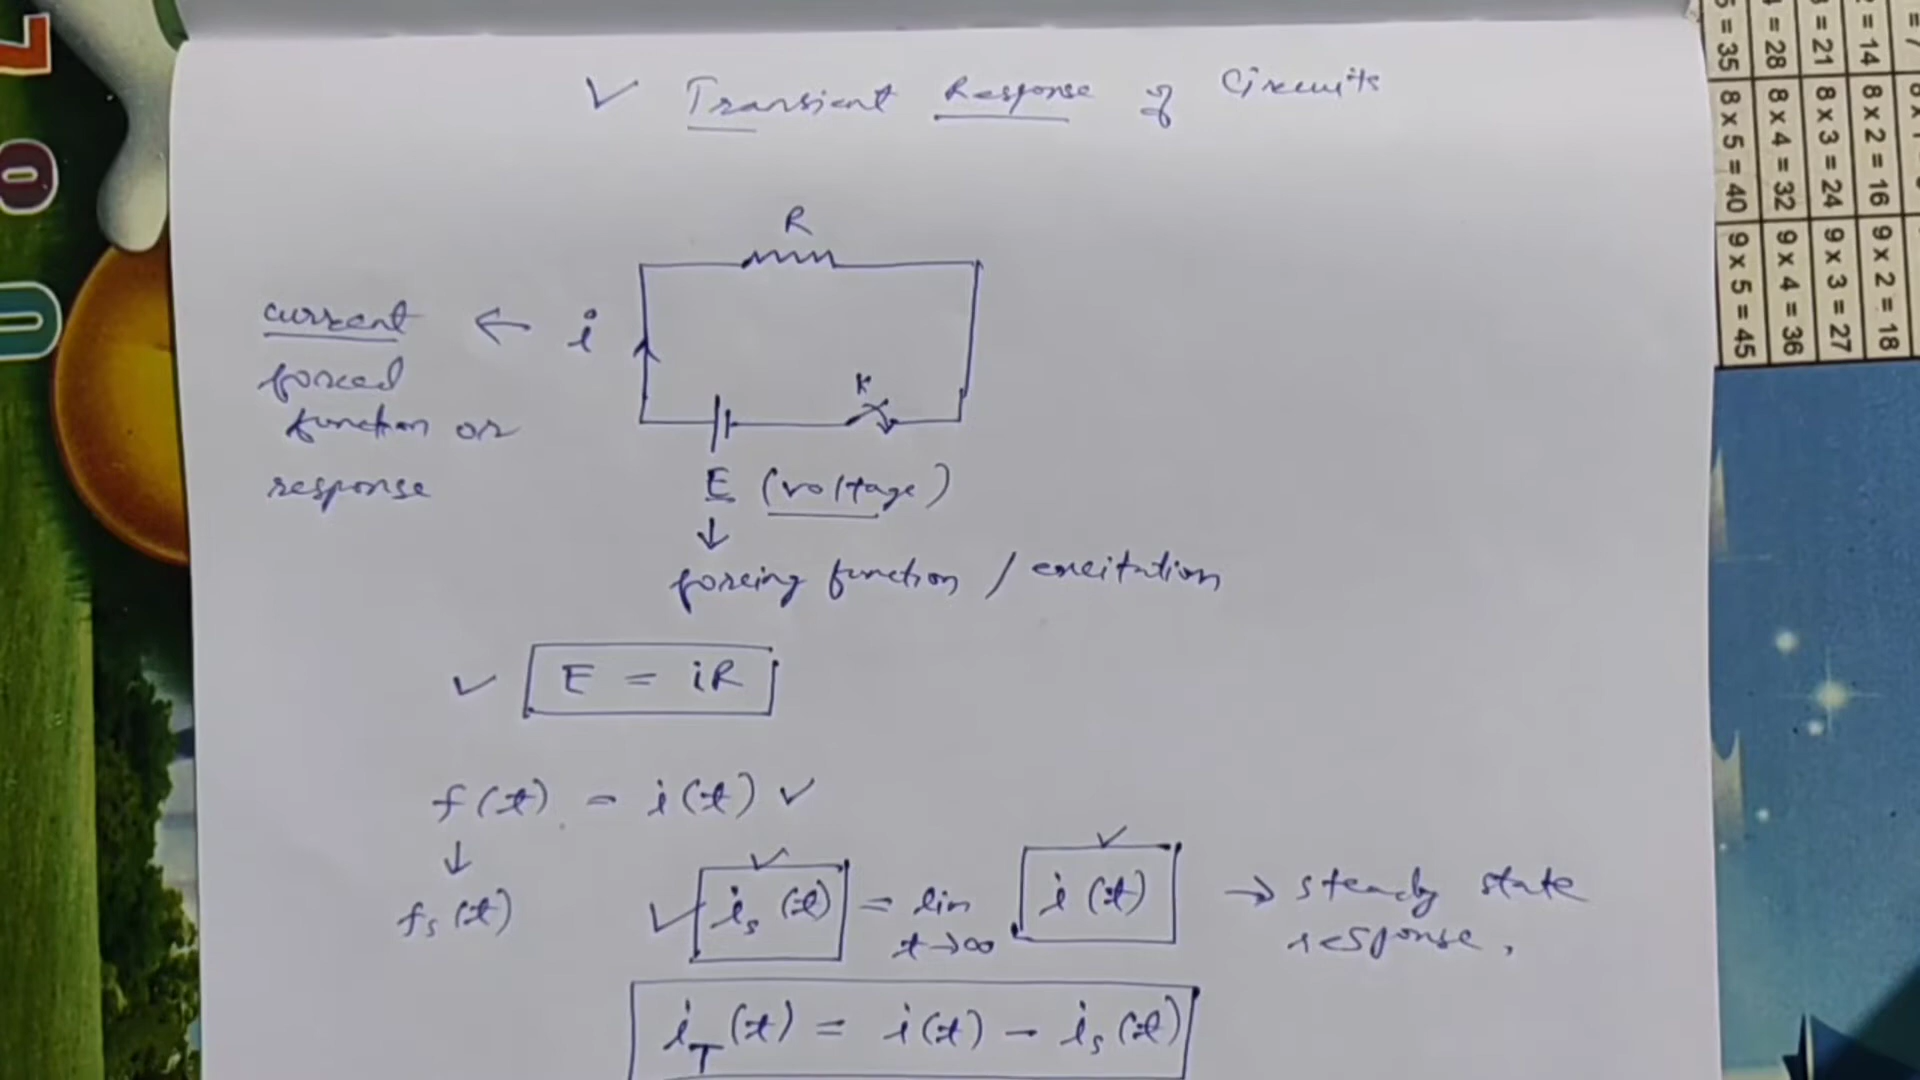 ✓ Transient Response of Circuits
R
current ← i
forced
function or
response
K
E (voltage)
↓
forcing function / excitation
✓ E = iR
f(t) = i(t) ✓
↓
fs(t)
✓ is(t) = lim t→∞ i(t) → steady state
response,
iT(t) = i(t) − is(t)
5 = 35
8 x 5 = 40
9 x 5 = 45
= 28
8 x 4 = 32
9 x 4 = 36
= 21
8 x 3 = 24
9 x 3 = 27
= 14
8 x 2 = 16
9 x 2 = 18
= 7